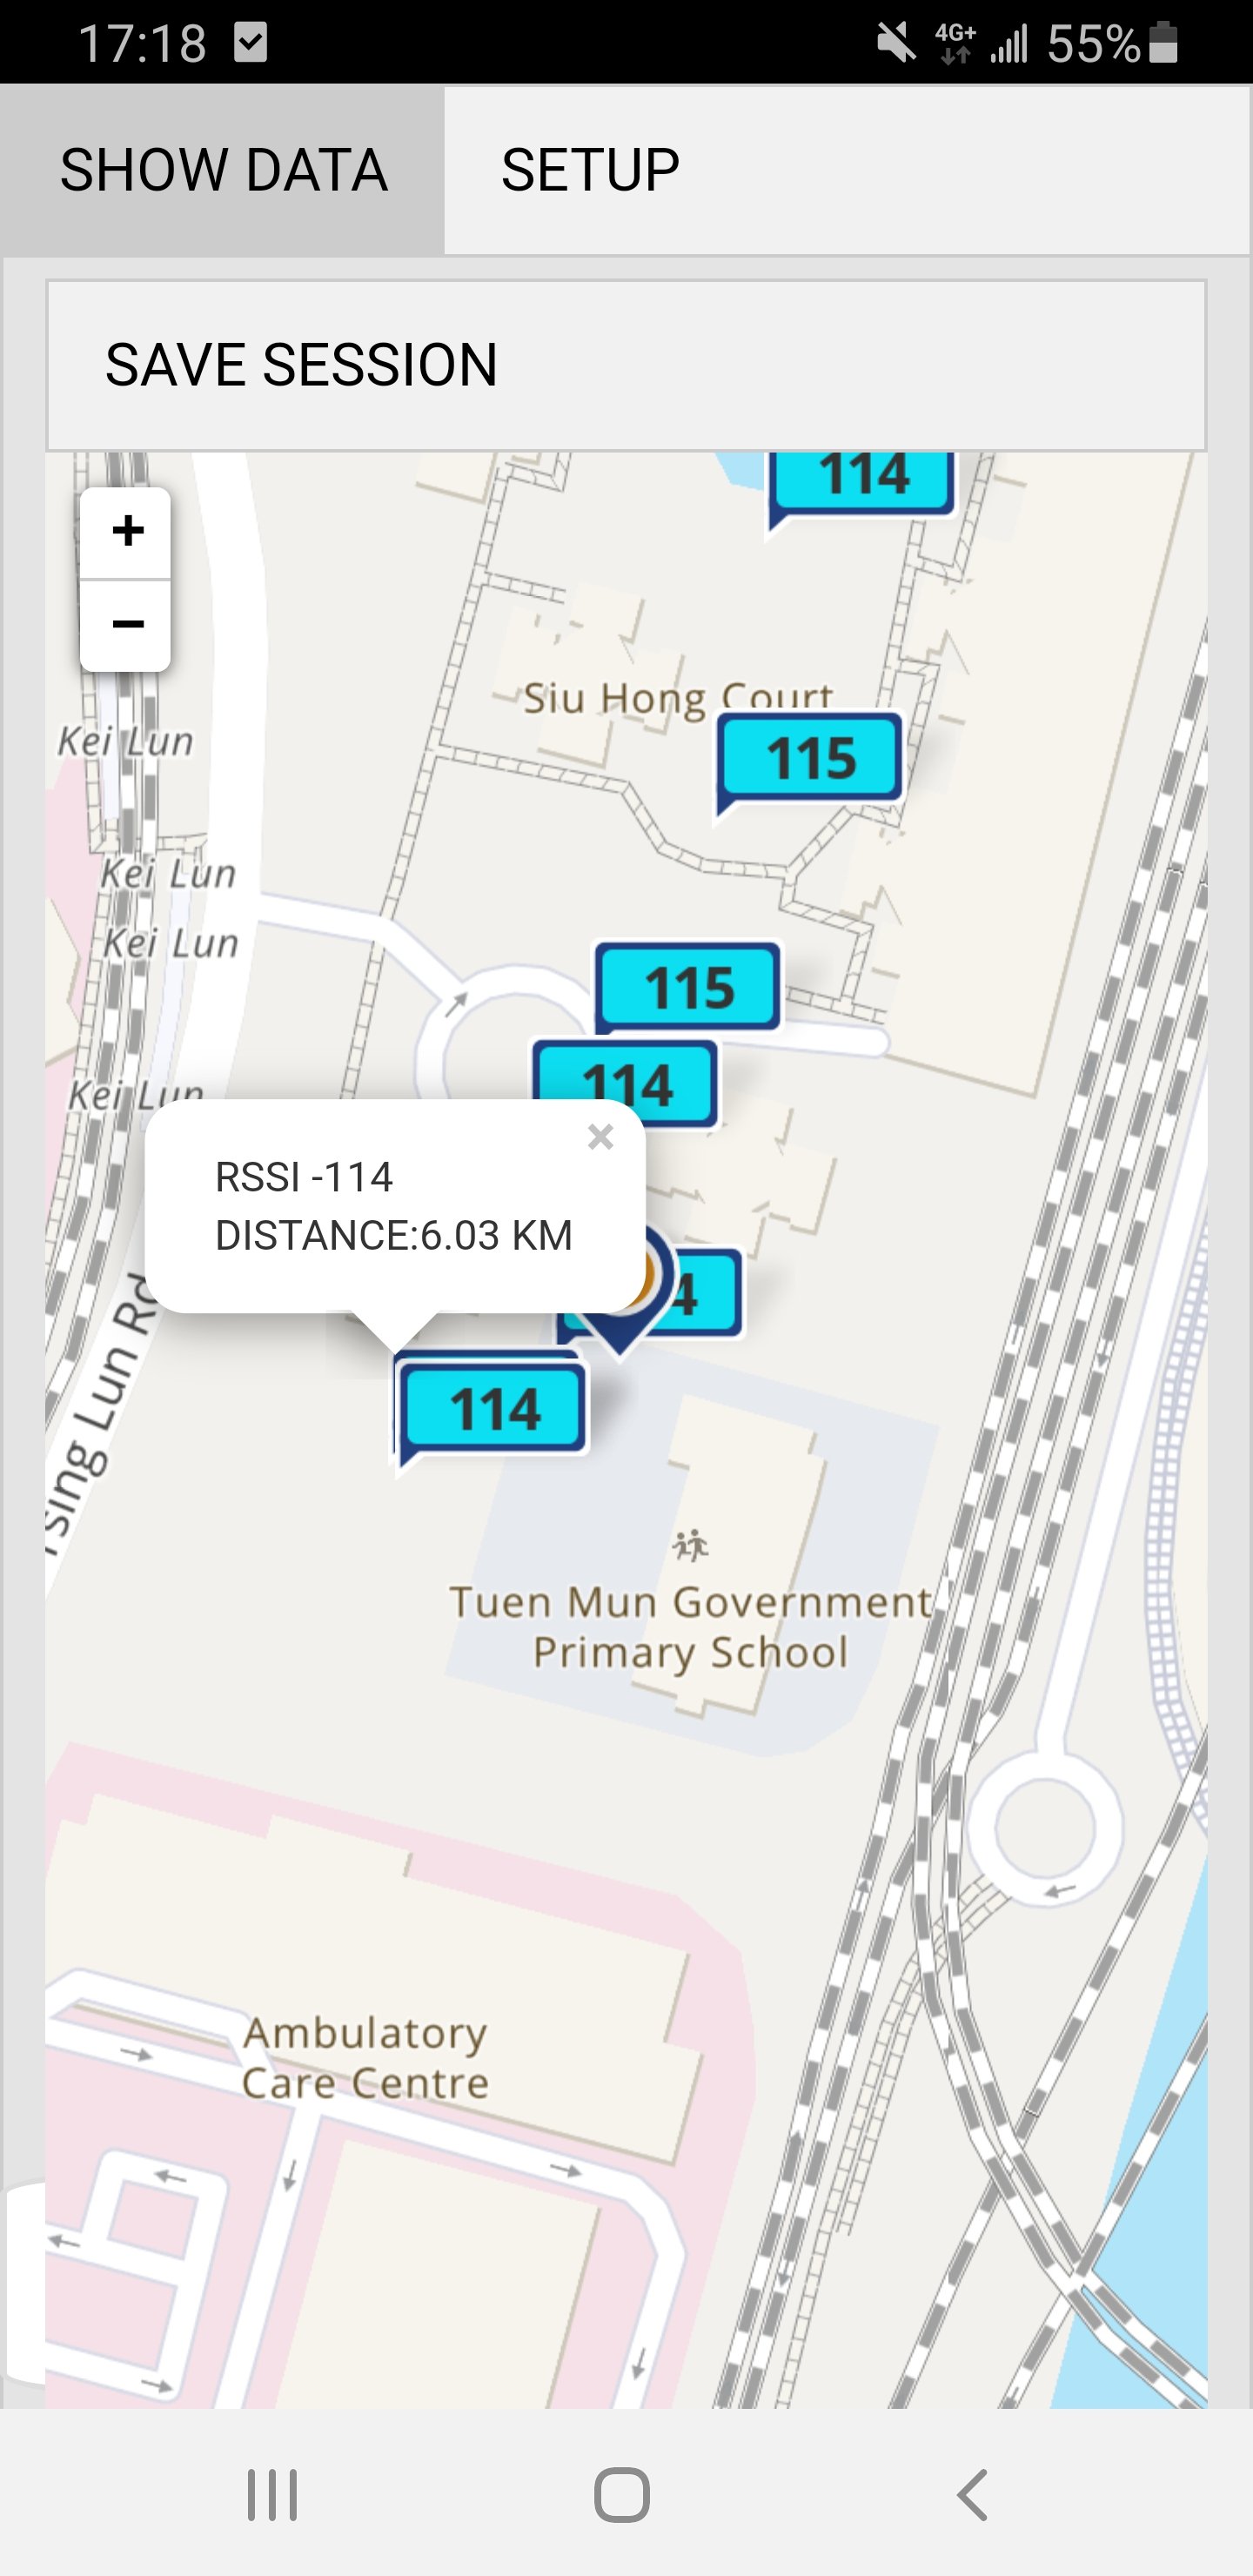 17:18
4G+ 55%
SHOW DATA SETUP
SAVE SESSION
+
−
114
Siu Hong Court
115
Kei Lun
Kei Lun
Kei Lun
115
114
Kei Lun
×
RSSI -114
DISTANCE:6.03 KM
4
114
sing Lun Rd
Tuen Mun Government
Primary School
Ambulatory
Care Centre